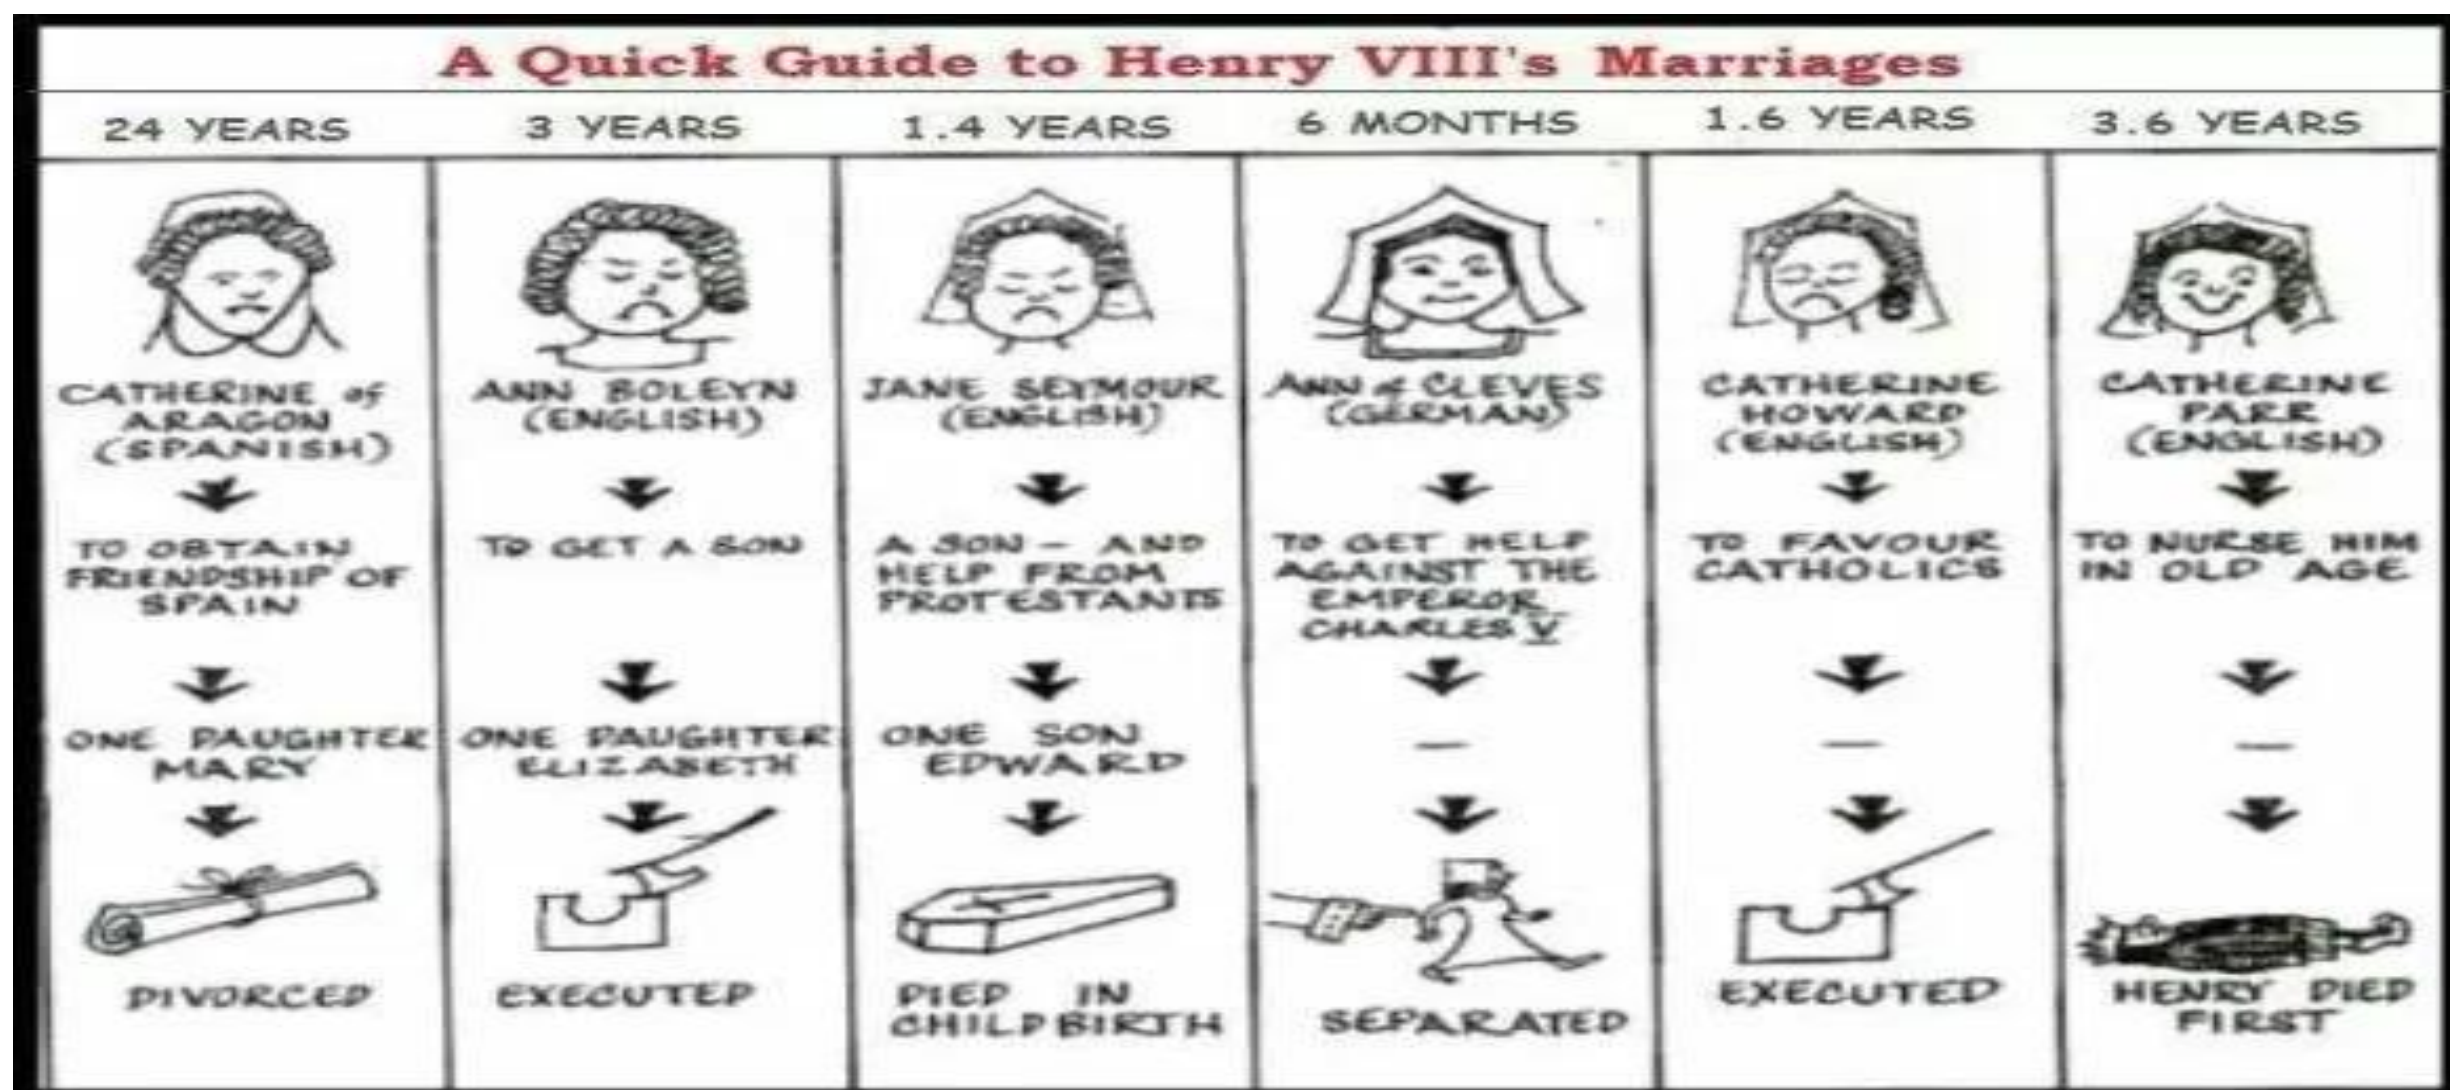 A Quick Guide to Henry VIII's Marriages
24 YEARS
3 YEARS
1.4 YEARS
6 MONTHS
1.6 YEARS
3.6 YEARS
CATHERINE of
ARAGON
(SPANISH)
TO OBTAIN
FRIENDSHIP OF
SPAIN
ONE DAUGHTER
MARY
DIVORCED
ANN BOLEYN
(ENGLISH)
TO GET A SON
ONE DAUGHTER
ELIZABETH
EXECUTED
JANE SEYMOUR
(ENGLISH)
A SON – AND
HELP FROM
PROTESTANTS
ONE SON
EDWARD
DIED IN
CHILDBIRTH
ANN of CLEVES
(GERMAN)
TO GET HELP
AGAINST THE
EMPEROR
CHARLES V
—
SEPARATED
CATHERINE
HOWARD
(ENGLISH)
TO FAVOUR
CATHOLICS
—
EXECUTED
CATHERINE
PARR
(ENGLISH)
TO NURSE HIM
IN OLD AGE
—
HENRY DIED
FIRST